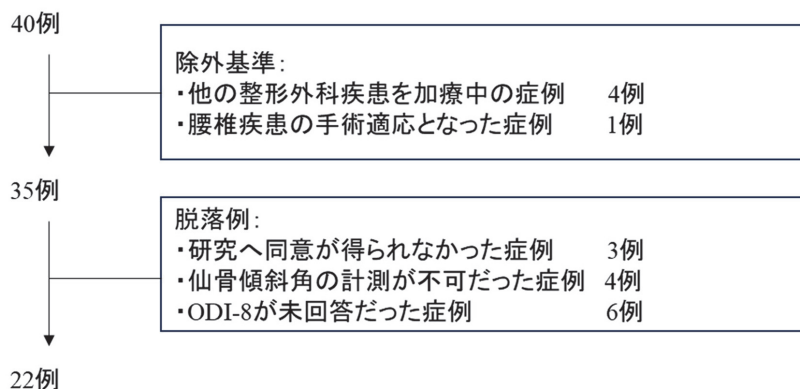 40例
除外基準：
・他の整形外科疾患を加療中の症例　4例
・腰椎疾患の手術適応となった症例　1例
35例
脱落例：
・研究へ同意が得られなかった症例　3例
・仙骨傾斜角の計測が不可だった症例　4例
・ODI-8が未回答だった症例　6例
22例